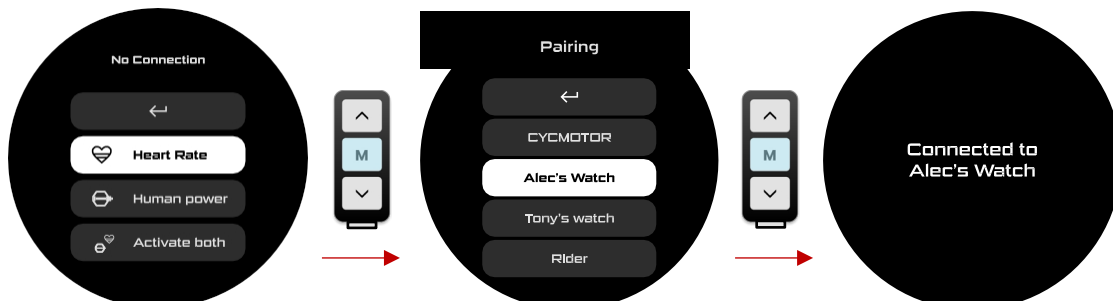 No Connection
Heart Rate
Human power
Activate both
M
Pairing
CYCMOTOR
Alec's Watch
Tony's watch
Rider
M
Connected to
Alec's Watch